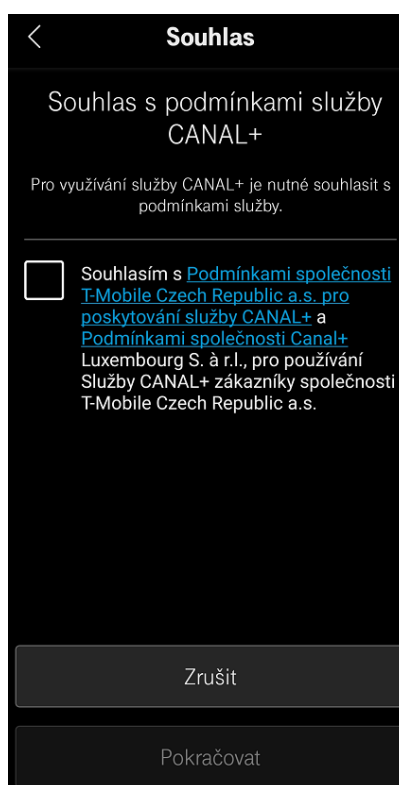 Souhlas
Souhlas s podmínkami služby
CANAL+
Pro využívání služby CANAL+ je nutné souhlasit s
podmínkami služby.
Souhlasím s Podmínkami společnosti
T-Mobile Czech Republic a.s. pro
poskytování služby CANAL+ a
Podmínkami společnosti Canal+
Luxembourg S. à r.l., pro používání
Služby CANAL+ zákazníky společnosti
T-Mobile Czech Republic a.s.
Zrušit
Pokračovat